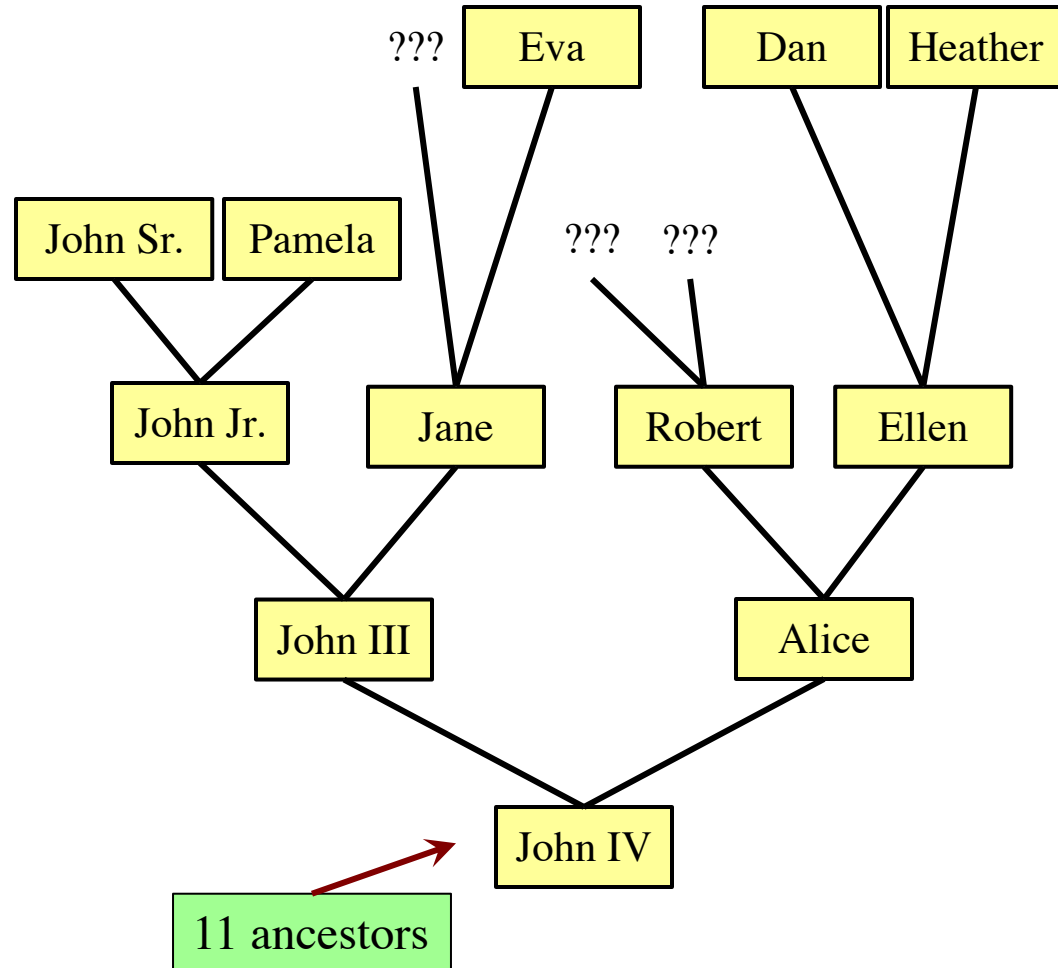 ???
Eva
Dan
Heather
John Sr.
Pamela
???
???
John Jr.
Jane
Robert
Ellen
John III
Alice
John IV
11 ancestors